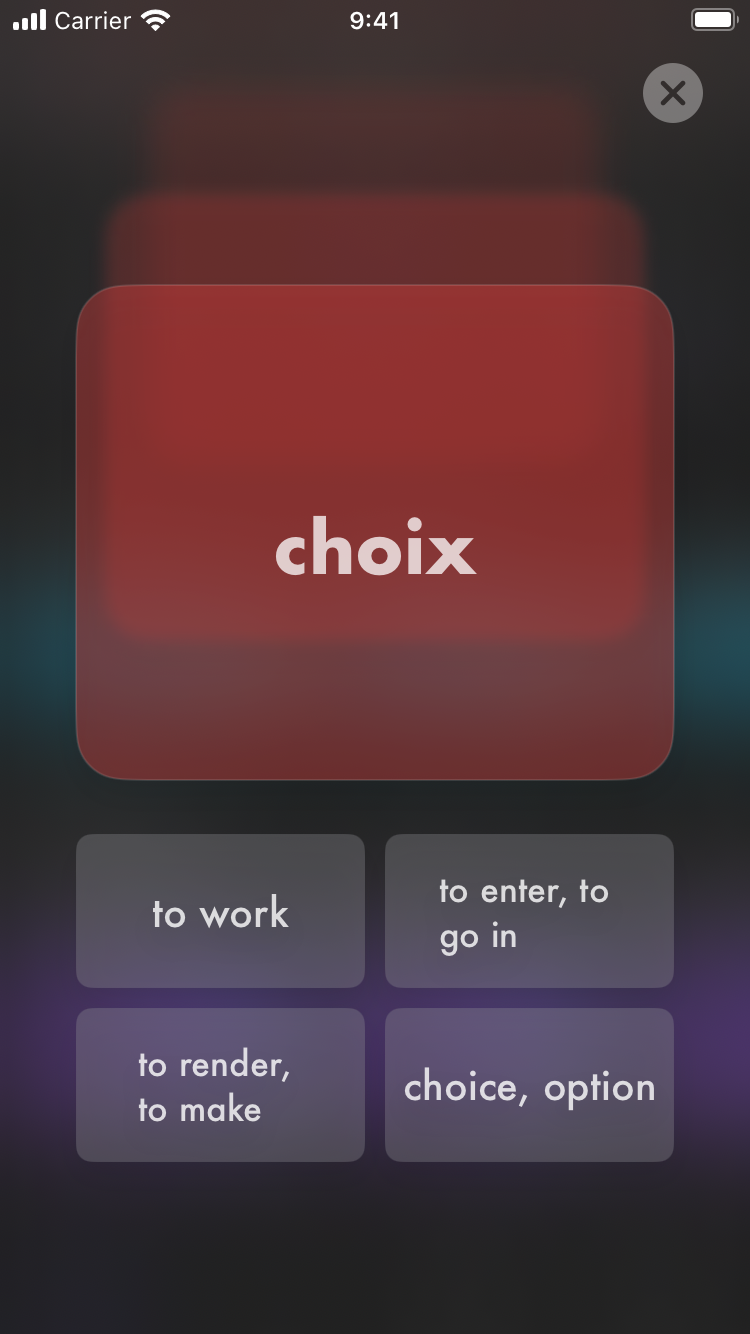 Carrier
9:41
choix
to work
to enter, to
go in
to render,
to make
choice, option